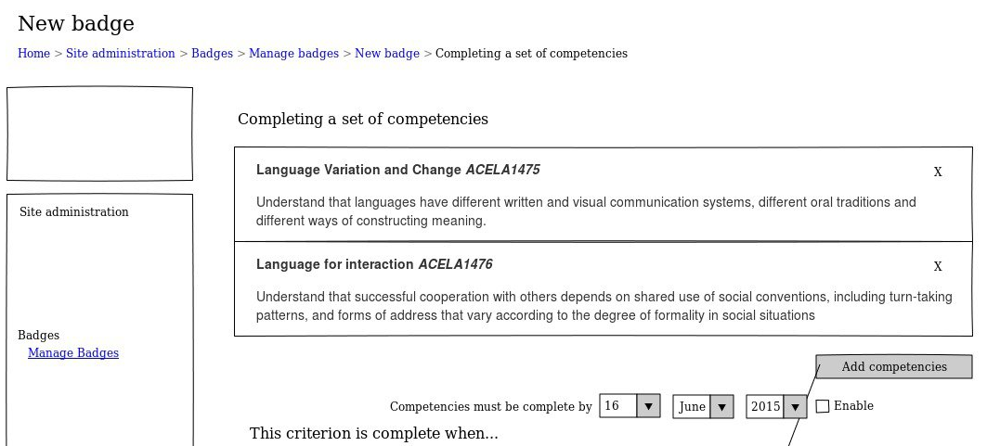 New badge
Home > Site administration > Badges > Manage badges > New badge > Completing a set of competencies
Completing a set of competencies
Language Variation and Change ACELA1475
X
Understand that languages have different written and visual communication systems, different oral traditions and
different ways of constructing meaning.
Language for interaction ACELA1476
X
Understand that successful cooperation with others depends on shared use of social conventions, including turn-taking
patterns, and forms of address that vary according to the degree of formality in social situations
Site administration
Badges
Manage Badges
Add competencies
Competencies must be complete by 16 June 2015 Enable
This criterion is complete when...